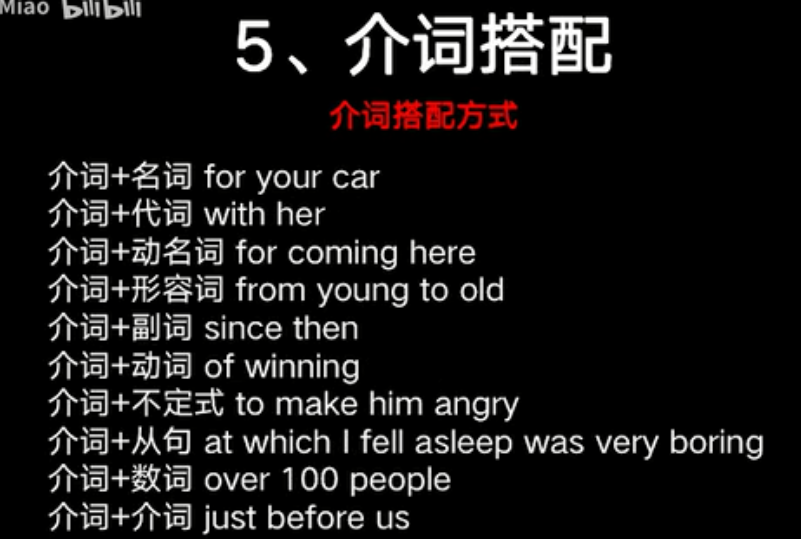 Miao bilibili
5、介词搭配
介词搭配方式
介词+名词 for your car
介词+代词 with her
介词+动名词 for coming here
介词+形容词 from young to old
介词+副词 since then
介词+动词 of winning
介词+不定式 to make him angry
介词+从句 at which I fell asleep was very boring
介词+数词 over 100 people
介词+介词 just before us